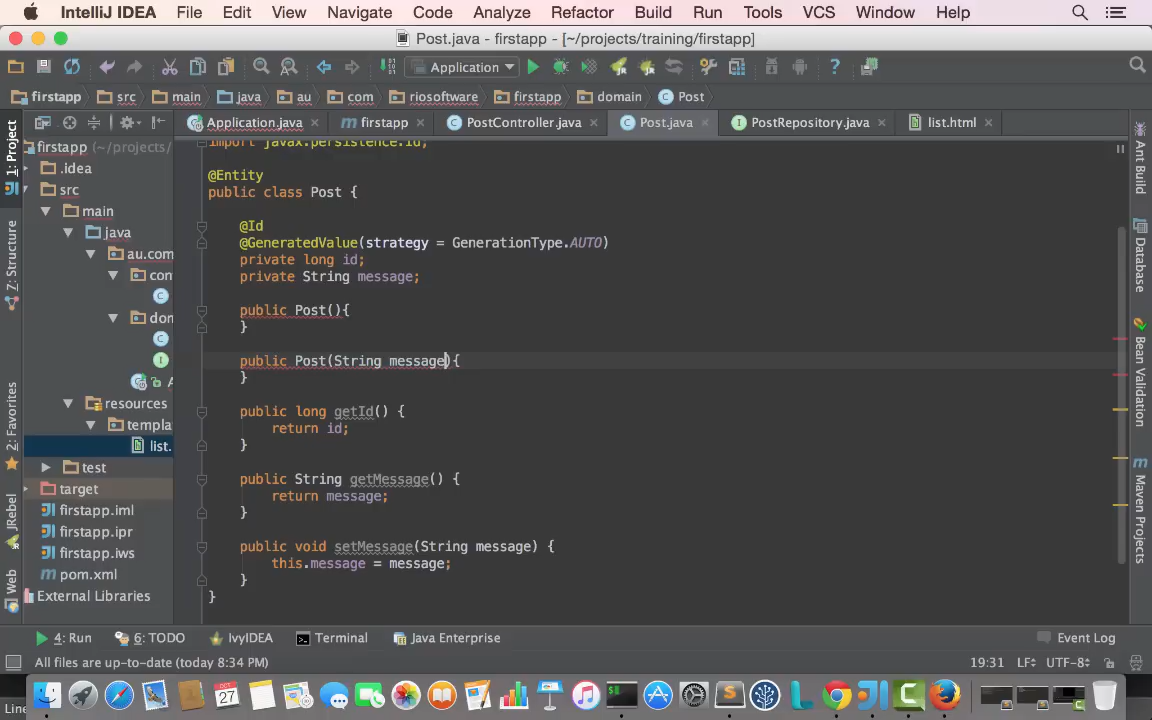 IntelliJ IDEA File Edit View Navigate Code Analyze Refactor Build Run Tools VCS Window Help
Post.java - firstapp - [~/projects/training/firstapp]
Application
firstapp src main java au com riosoftware firstapp domain Post
Application.java firstapp PostController.java Post.java PostRepository.java list.html
1: Project
Z: Structure
2: Favorites
JRebel
Web
firstapp (~/projects/
.idea
src
main
java
au.com
con
don
A
resources
templa
list.
test
target
firstapp.iml
firstapp.ipr
firstapp.iws
pom.xml
External Libraries
import javax.persistence.Id;
@Entity
public class Post {
@Id
@GeneratedValue(strategy = GenerationType.AUTO)
private long id;
private String message;
public Post(){
}
public Post(String message){
}
public long getId() {
return id;
}
public String getMessage() {
return message;
}
public void setMessage(String message) {
this.message = message;
}
}
Ant Build
Database
Bean Validation
Maven Projects
4: Run 6: TODO IvyIDEA Terminal Java Enterprise Event Log
All files are up-to-date (today 8:34 PM) 19:31 LF÷ UTF-8÷
OCT
27
Line